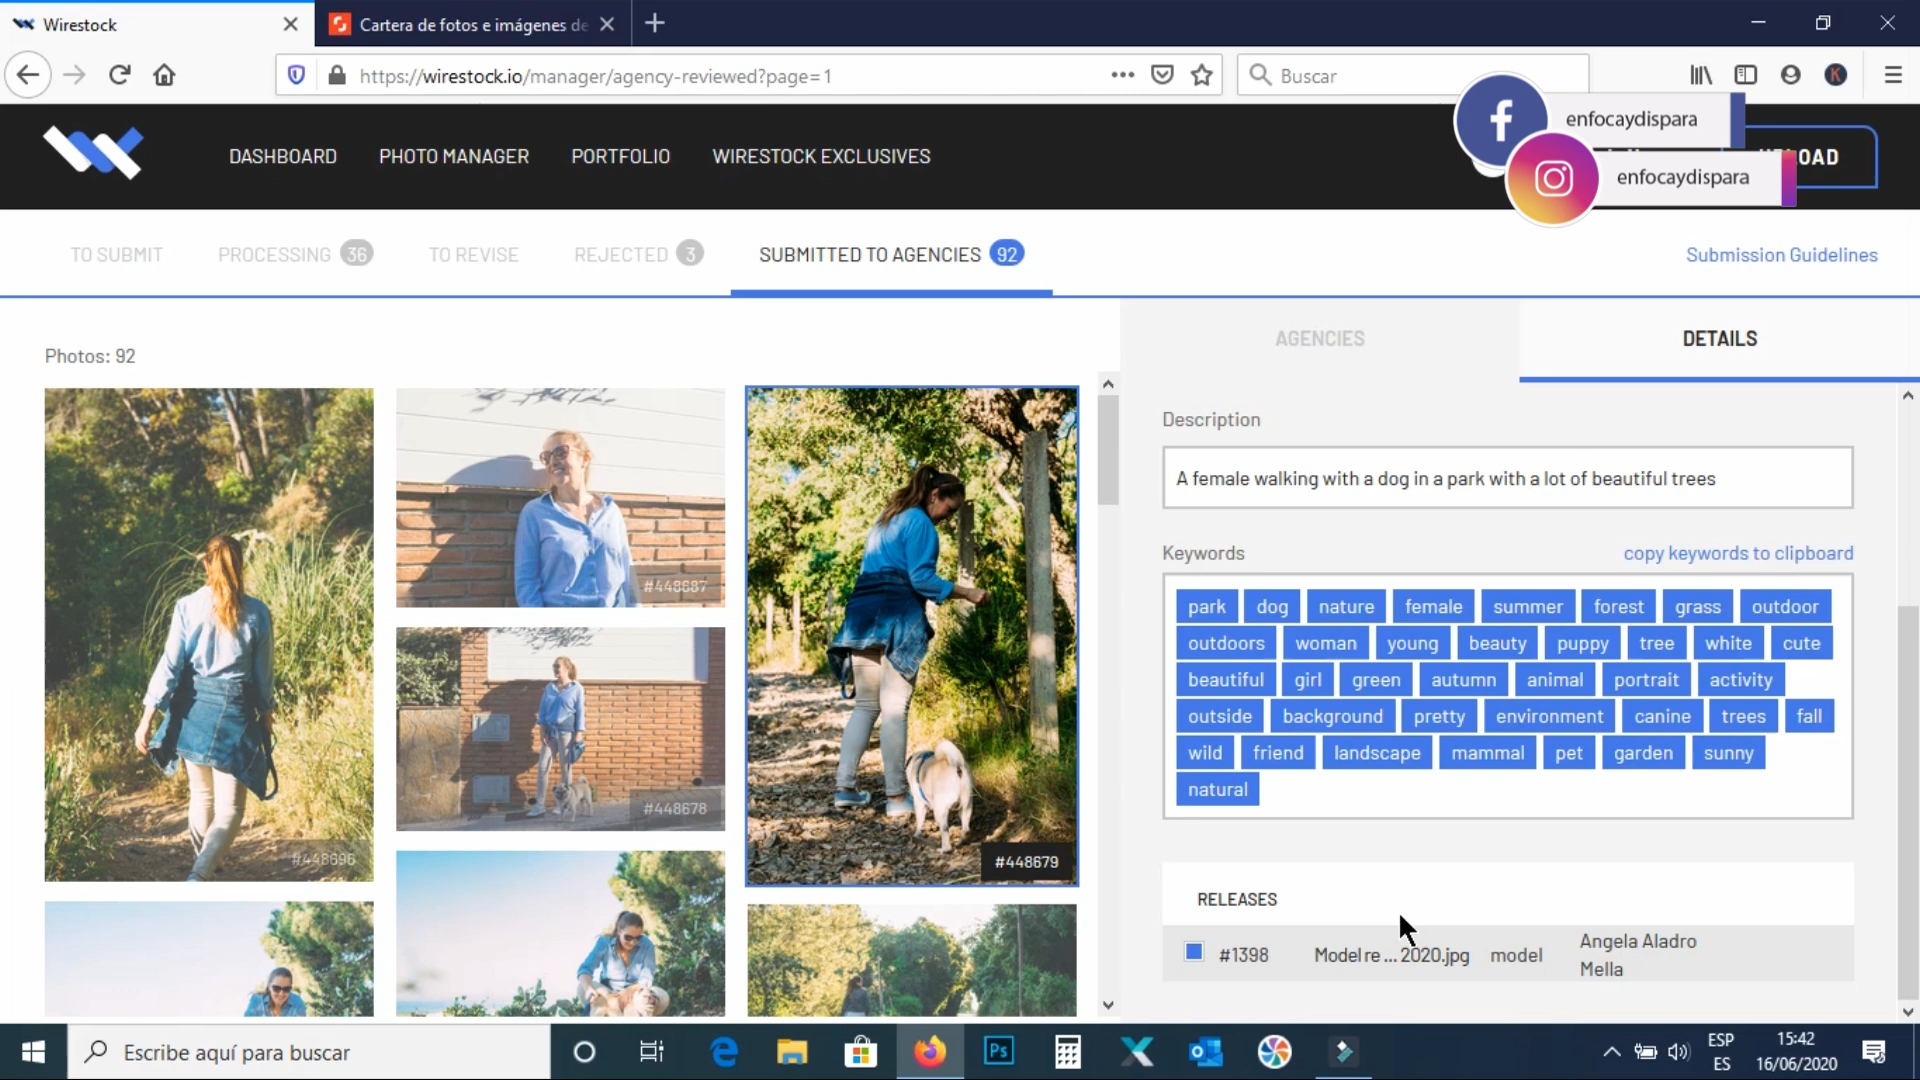 Wirestock
Cartera de fotos e imágenes de
https://wirestock.io/manager/agency-reviewed?page=1
Buscar
K
enfocaydispara
enfocaydispara
DASHBOARD PHOTO MANAGER PORTFOLIO WIRESTOCK EXCLUSIVES
OAD
TO SUBMIT PROCESSING 36 TO REVISE REJECTED 3 SUBMITTED TO AGENCIES 92 Submission Guidelines
AGENCIES DETAILS
Photos: 92
#448696
#448687
#448678
#448679
Description
A female walking with a dog in a park with a lot of beautiful trees
Keywords copy keywords to clipboard
park dog nature female summer forest grass outdoor
outdoors woman young beauty puppy tree white cute
beautiful girl green autumn animal portrait activity
outside background pretty environment canine trees fall
wild friend landscape mammal pet garden sunny
natural
RELEASES
#1398 Model re ... 2020.jpg model Angela Aladro
Mella
Escribe aquí para buscar
Ps
ESP
ES
15:42
16/06/2020